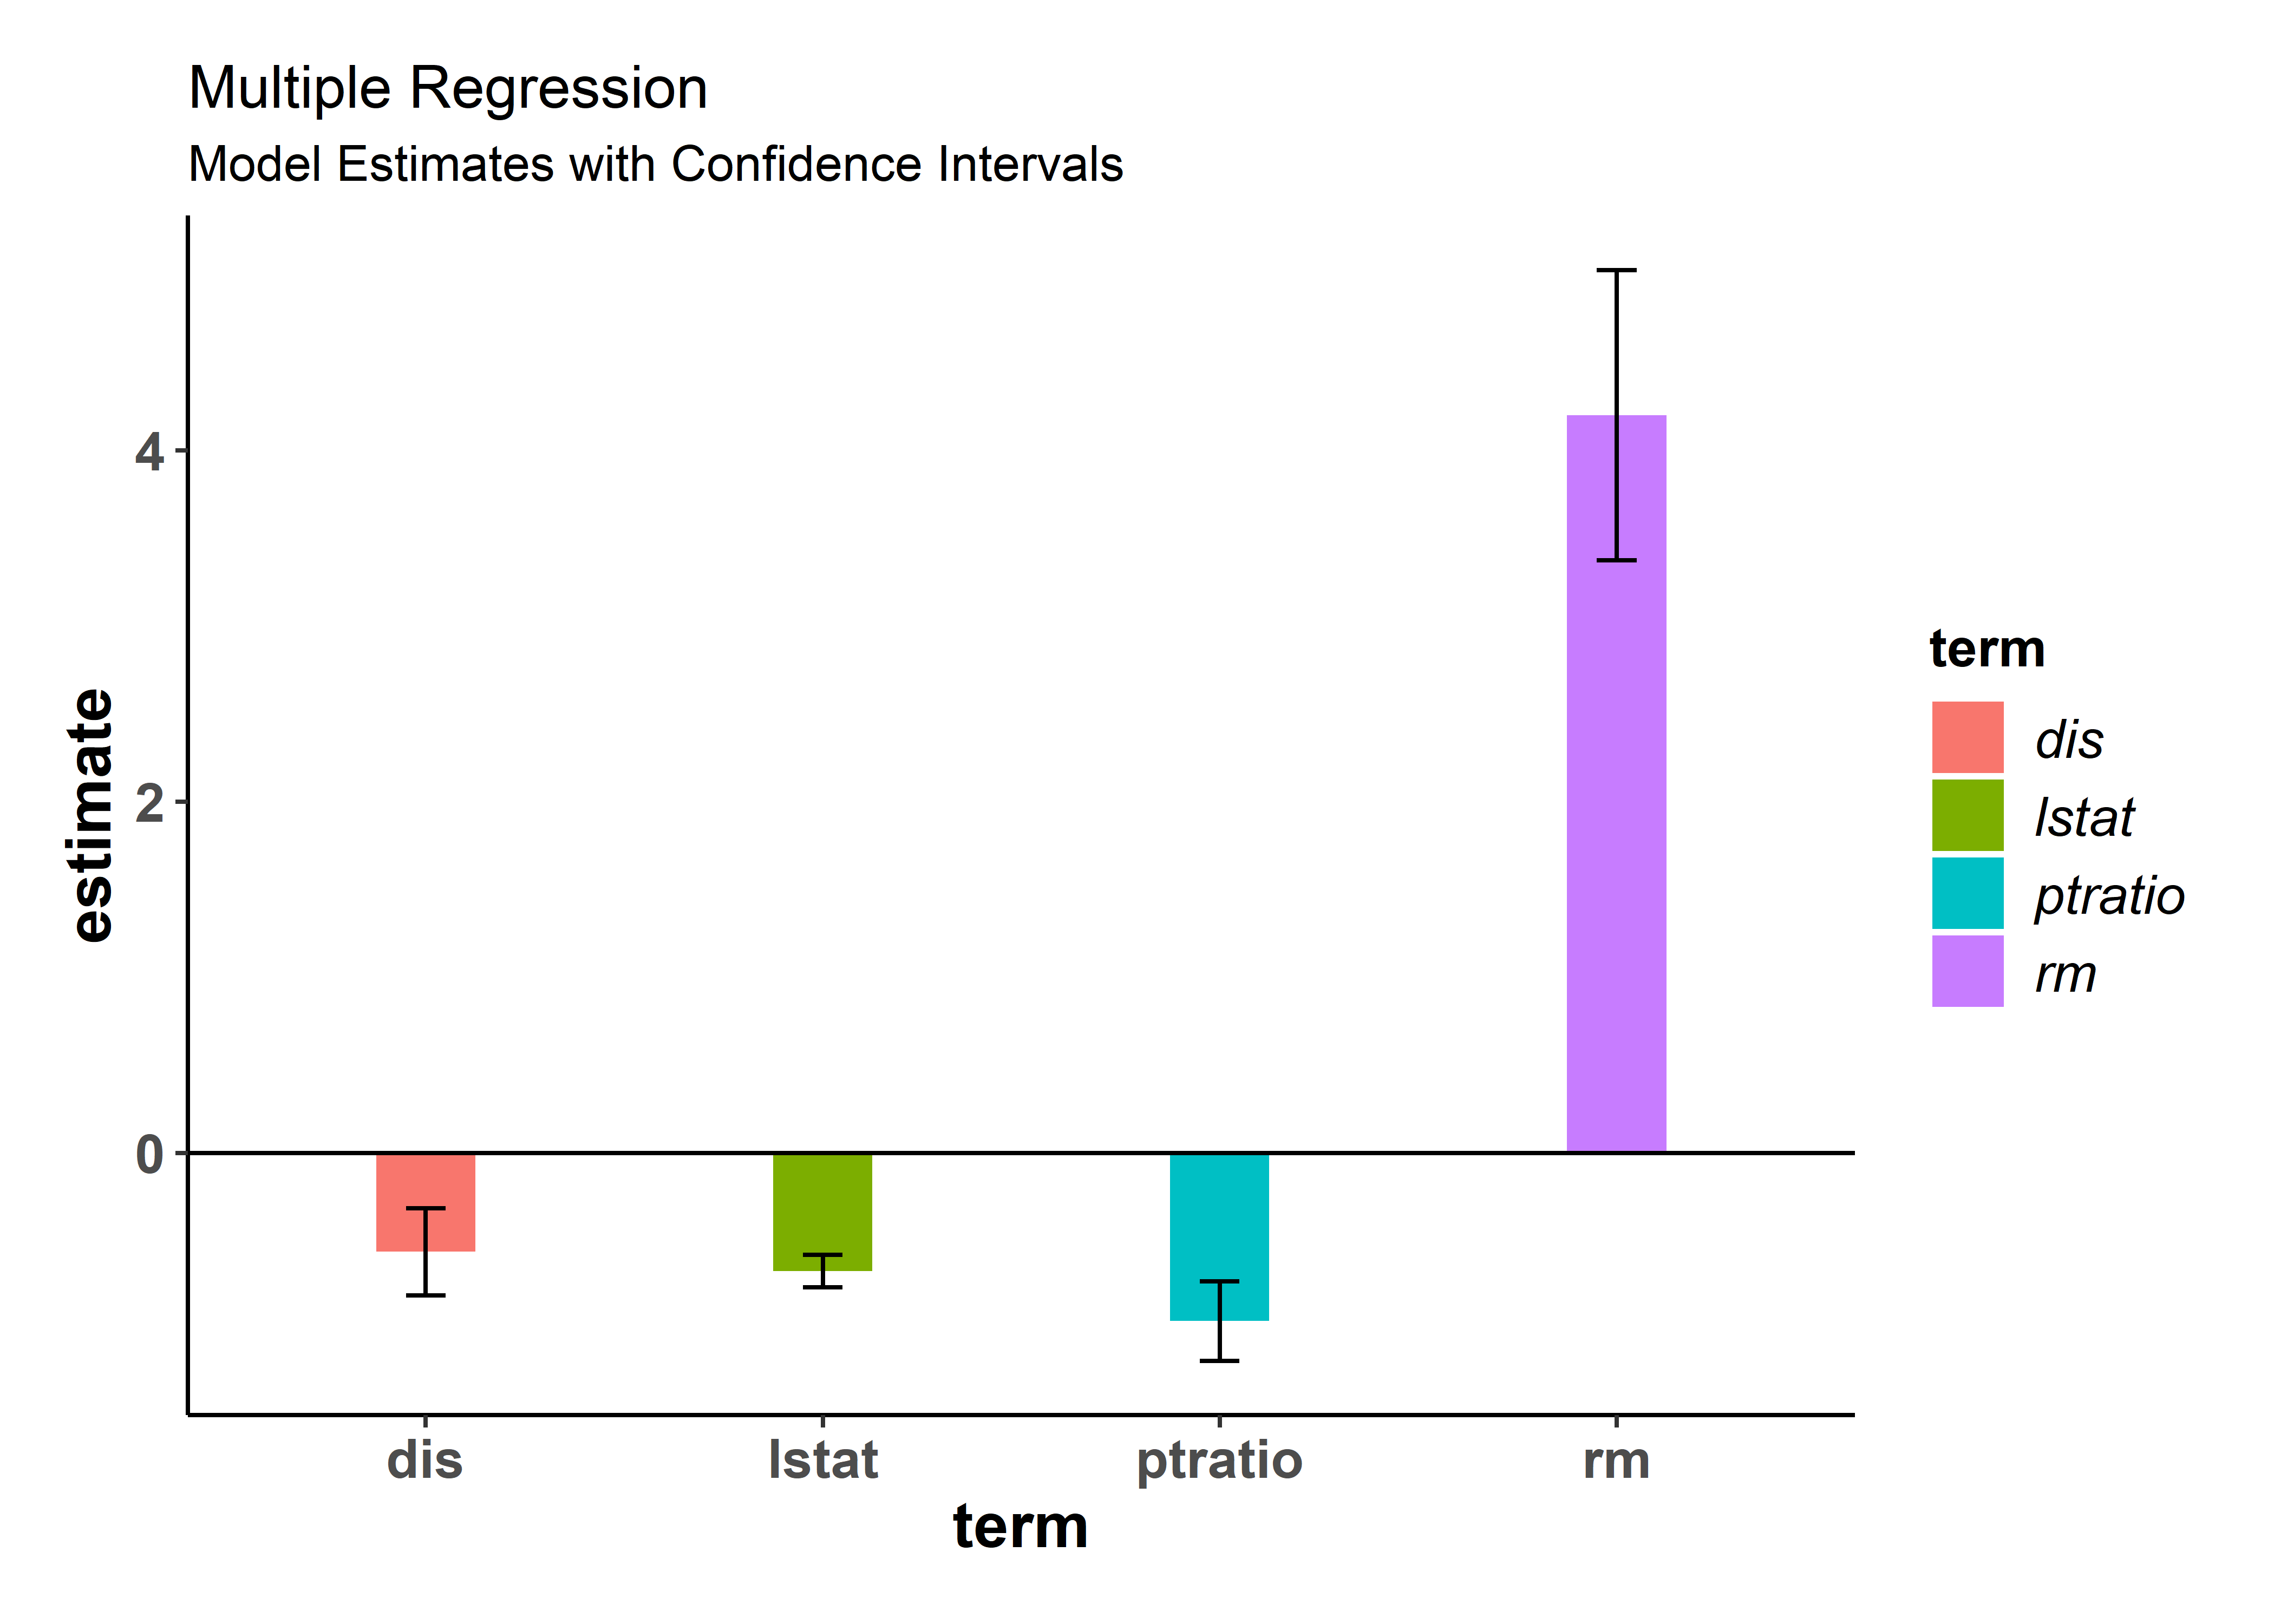 Multiple Regression
Model Estimates with Confidence Intervals
estimate
4
2
0
dis
lstat
ptratio
rm
term
term
dis
lstat
ptratio
rm